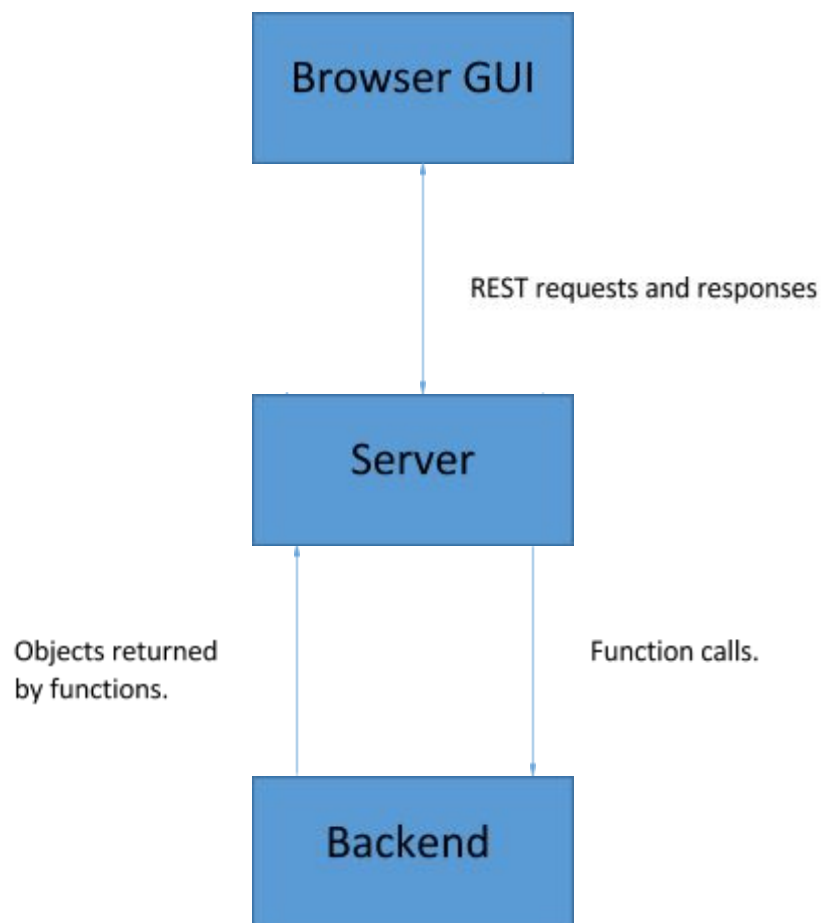 Browser GUI
REST requests and responses
Server
Objects returned
by functions.
Function calls.
Backend